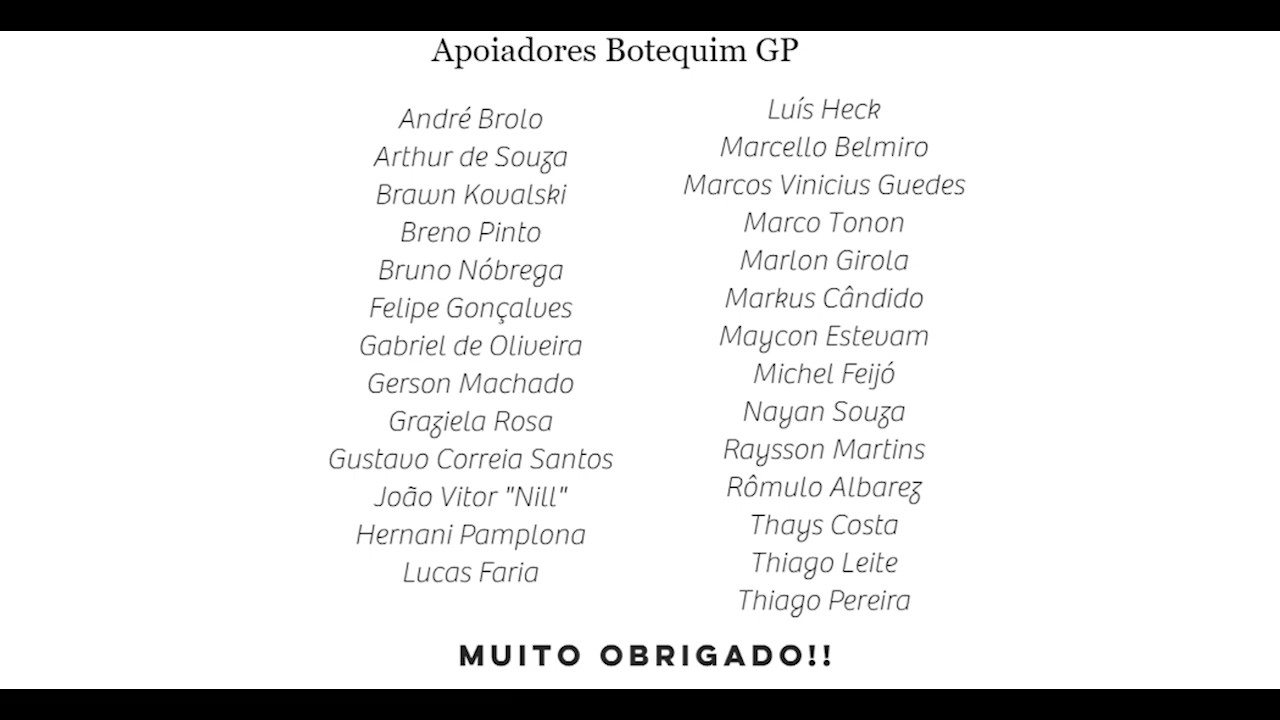 Apoiadores Botequim GP
André Brolo
Arthur de Souza
Brawn Kovalski
Breno Pinto
Bruno Nóbrega
Felipe Gonçalves
Gabriel de Oliveira
Gerson Machado
Graziela Rosa
Gustavo Correia Santos
João Vitor "Nill"
Hernani Pamplona
Lucas Faria
Luís Heck
Marcello Belmiro
Marcos Vinicius Guedes
Marco Tonon
Marlon Girola
Markus Cândido
Maycon Estevam
Michel Feijó
Nayan Souza
Raysson Martins
Rômulo Albarez
Thays Costa
Thiago Leite
Thiago Pereira
MUITO OBRIGADO!!